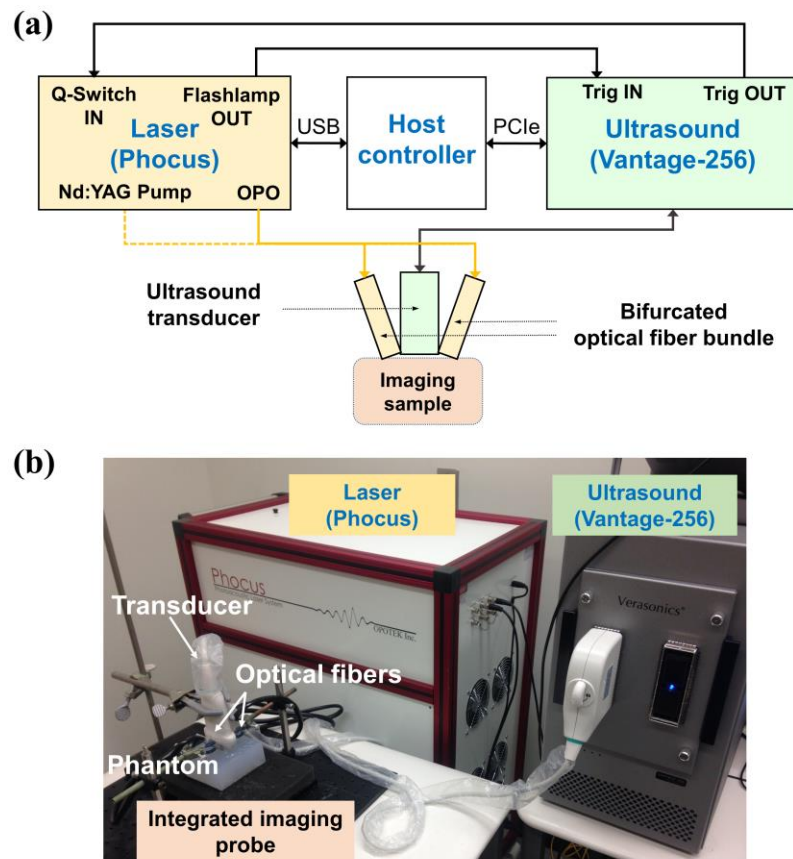 (a)
Q-Switch IN
Flashlamp OUT
Laser
(Phocus)
Nd:YAG Pump
OPO
USB
Host
controller
PCIe
Trig IN
Trig OUT
Ultrasound
(Vantage-256)
Ultrasound
transducer
Bifurcated
optical fiber bundle
Imaging
sample
(b)
Laser
(Phocus)
Ultrasound
(Vantage-256)
Phocus
OPOTEK Inc.
Verasonics®
Transducer
Optical fibers
Phantom
Integrated imaging
probe